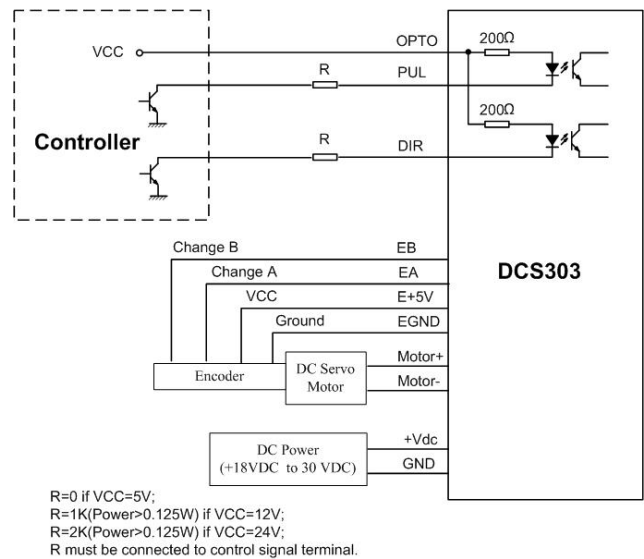 OPTO
200Ω
VCC
R
PUL
200Ω
Controller
R
DIR
Change B
EB
DCS303
Change A
EA
VCC
E+5V
Ground
EGND
Encoder
DC Servo
Motor
Motor+
Motor-
DC Power
(+18VDC to 30 VDC)
+Vdc
GND
R=0 if VCC=5V;
R=1K(Power>0.125W) if VCC=12V;
R=2K(Power>0.125W) if VCC=24V;
R must be connected to control signal terminal.